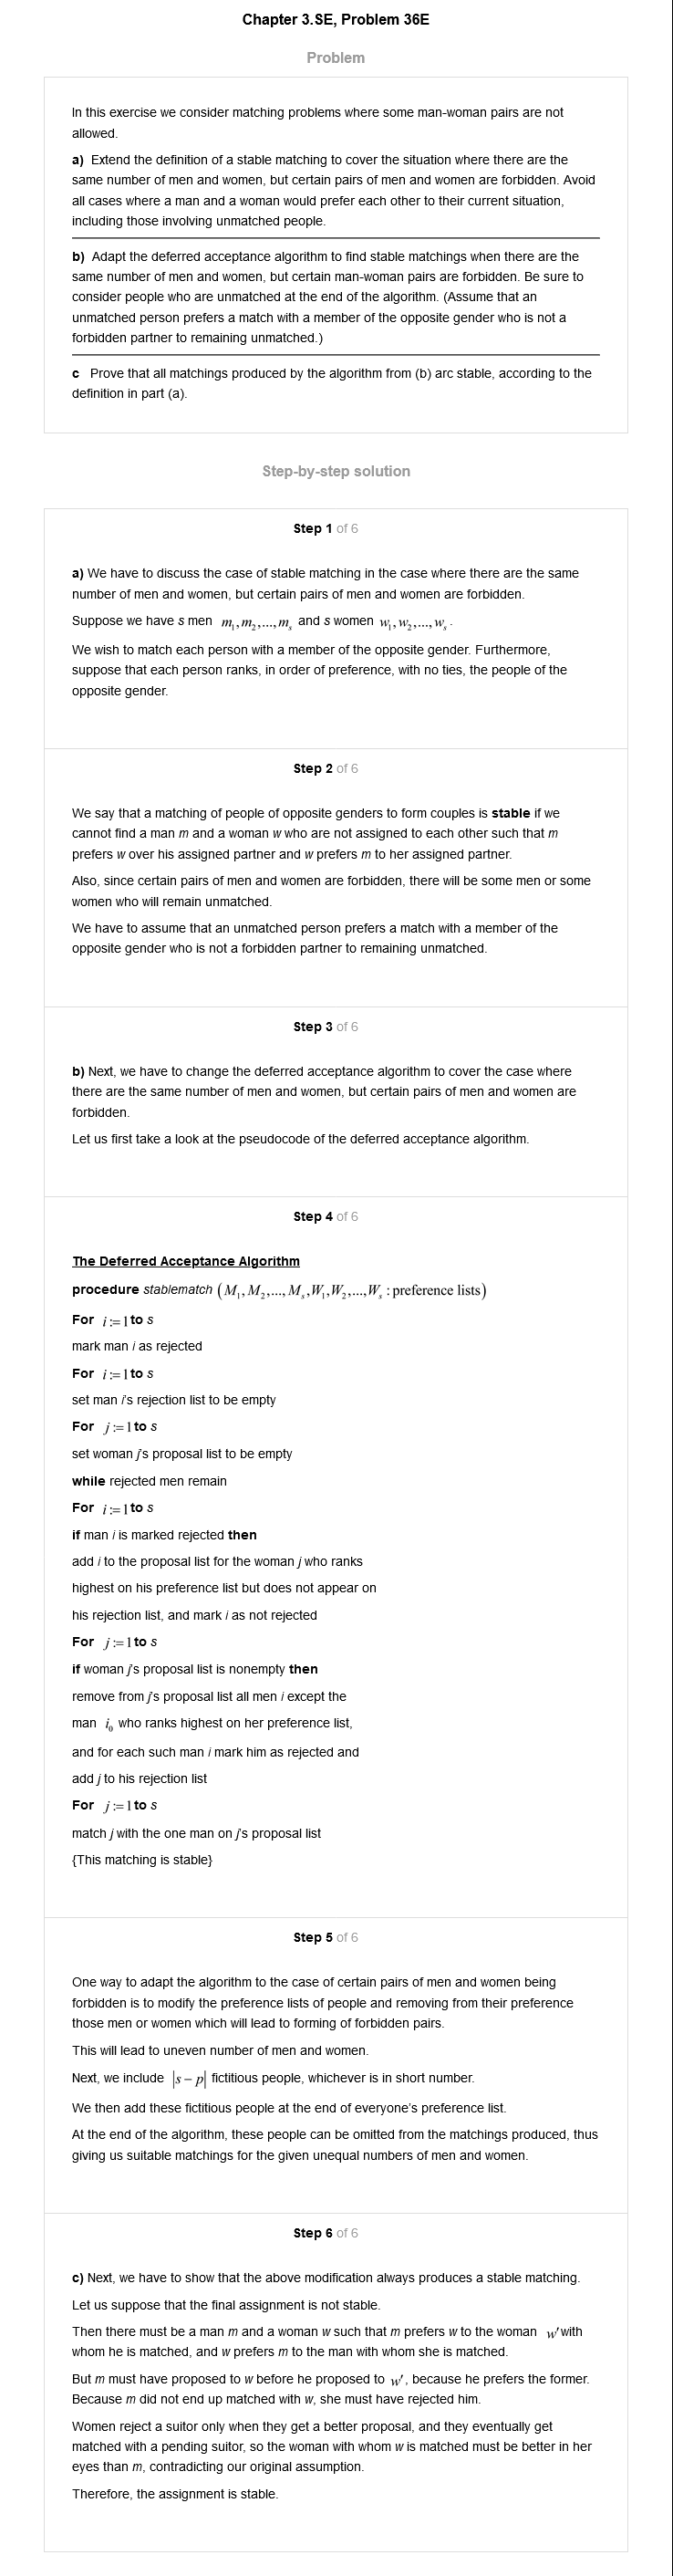 Chapter 3.SE, Problem 36E
Problem
In this exercise we consider matching problems where some man-woman pairs are not
allowed.
a) Extend the definition of a stable matching to cover the situation where there are the
same number of men and women, but certain pairs of men and women are forbidden. Avoid
all cases where a man and a woman would prefer each other to their current situation,
including those involving unmatched people.
b) Adapt the deferred acceptance algorithm to find stable matchings when there are the
same number of men and women, but certain man-woman pairs are forbidden. Be sure to
consider people who are unmatched at the end of the algorithm. (Assume that an
unmatched person prefers a match with a member of the opposite gender who is not a
forbidden partner to remaining unmatched.)
c Prove that all matchings produced by the algorithm from (b) arc stable, according to the
definition in part (a).
Step-by-step solution
Step 1 of 6
a) We have to discuss the case of stable matching in the case where there are the same
number of men and women, but certain pairs of men and women are forbidden.
Suppose we have s men m₁, m₂,..., mₛ and s women w₁, w₂,..., wₛ .
We wish to match each person with a member of the opposite gender. Furthermore,
suppose that each person ranks, in order of preference, with no ties, the people of the
opposite gender.
Step 2 of 6
We say that a matching of people of opposite genders to form couples is stable if we
cannot find a man m and a woman w who are not assigned to each other such that m
prefers w over his assigned partner and w prefers m to her assigned partner.
Also, since certain pairs of men and women are forbidden, there will be some men or some
women who will remain unmatched.
We have to assume that an unmatched person prefers a match with a member of the
opposite gender who is not a forbidden partner to remaining unmatched.
Step 3 of 6
b) Next, we have to change the deferred acceptance algorithm to cover the case where
there are the same number of men and women, but certain pairs of men and women are
forbidden.
Let us first take a look at the pseudocode of the deferred acceptance algorithm.
Step 4 of 6
The Deferred Acceptance Algorithm
procedure stablematch (M₁, M₂,..., Mₛ, W₁, W₂,..., Wₛ : preference lists)
For i := 1 to s
mark man i as rejected
For i := 1 to s
set man i's rejection list to be empty
For j := 1 to s
set woman j's proposal list to be empty
while rejected men remain
For i := 1 to s
if man i is marked rejected then
add i to the proposal list for the woman j who ranks
highest on his preference list but does not appear on
his rejection list, and mark i as not rejected
For j := 1 to s
if woman j's proposal list is nonempty then
remove from j's proposal list all men i except the
man i₀ who ranks highest on her preference list,
and for each such man i mark him as rejected and
add j to his rejection list
For j := 1 to s
match j with the one man on j's proposal list
{This matching is stable}
Step 5 of 6
One way to adapt the algorithm to the case of certain pairs of men and women being
forbidden is to modify the preference lists of people and removing from their preference
those men or women which will lead to forming of forbidden pairs.
This will lead to uneven number of men and women.
Next, we include |s − p| fictitious people, whichever is in short number.
We then add these fictitious people at the end of everyone's preference list.
At the end of the algorithm, these people can be omitted from the matchings produced, thus
giving us suitable matchings for the given unequal numbers of men and women.
Step 6 of 6
c) Next, we have to show that the above modification always produces a stable matching.
Let us suppose that the final assignment is not stable.
Then there must be a man m and a woman w such that m prefers w to the woman w′ with
whom he is matched, and w prefers m to the man with whom she is matched.
But m must have proposed to w before he proposed to w′, because he prefers the former.
Because m did not end up matched with w, she must have rejected him.
Women reject a suitor only when they get a better proposal, and they eventually get
matched with a pending suitor, so the woman with whom w is matched must be better in her
eyes than m, contradicting our original assumption.
Therefore, the assignment is stable.